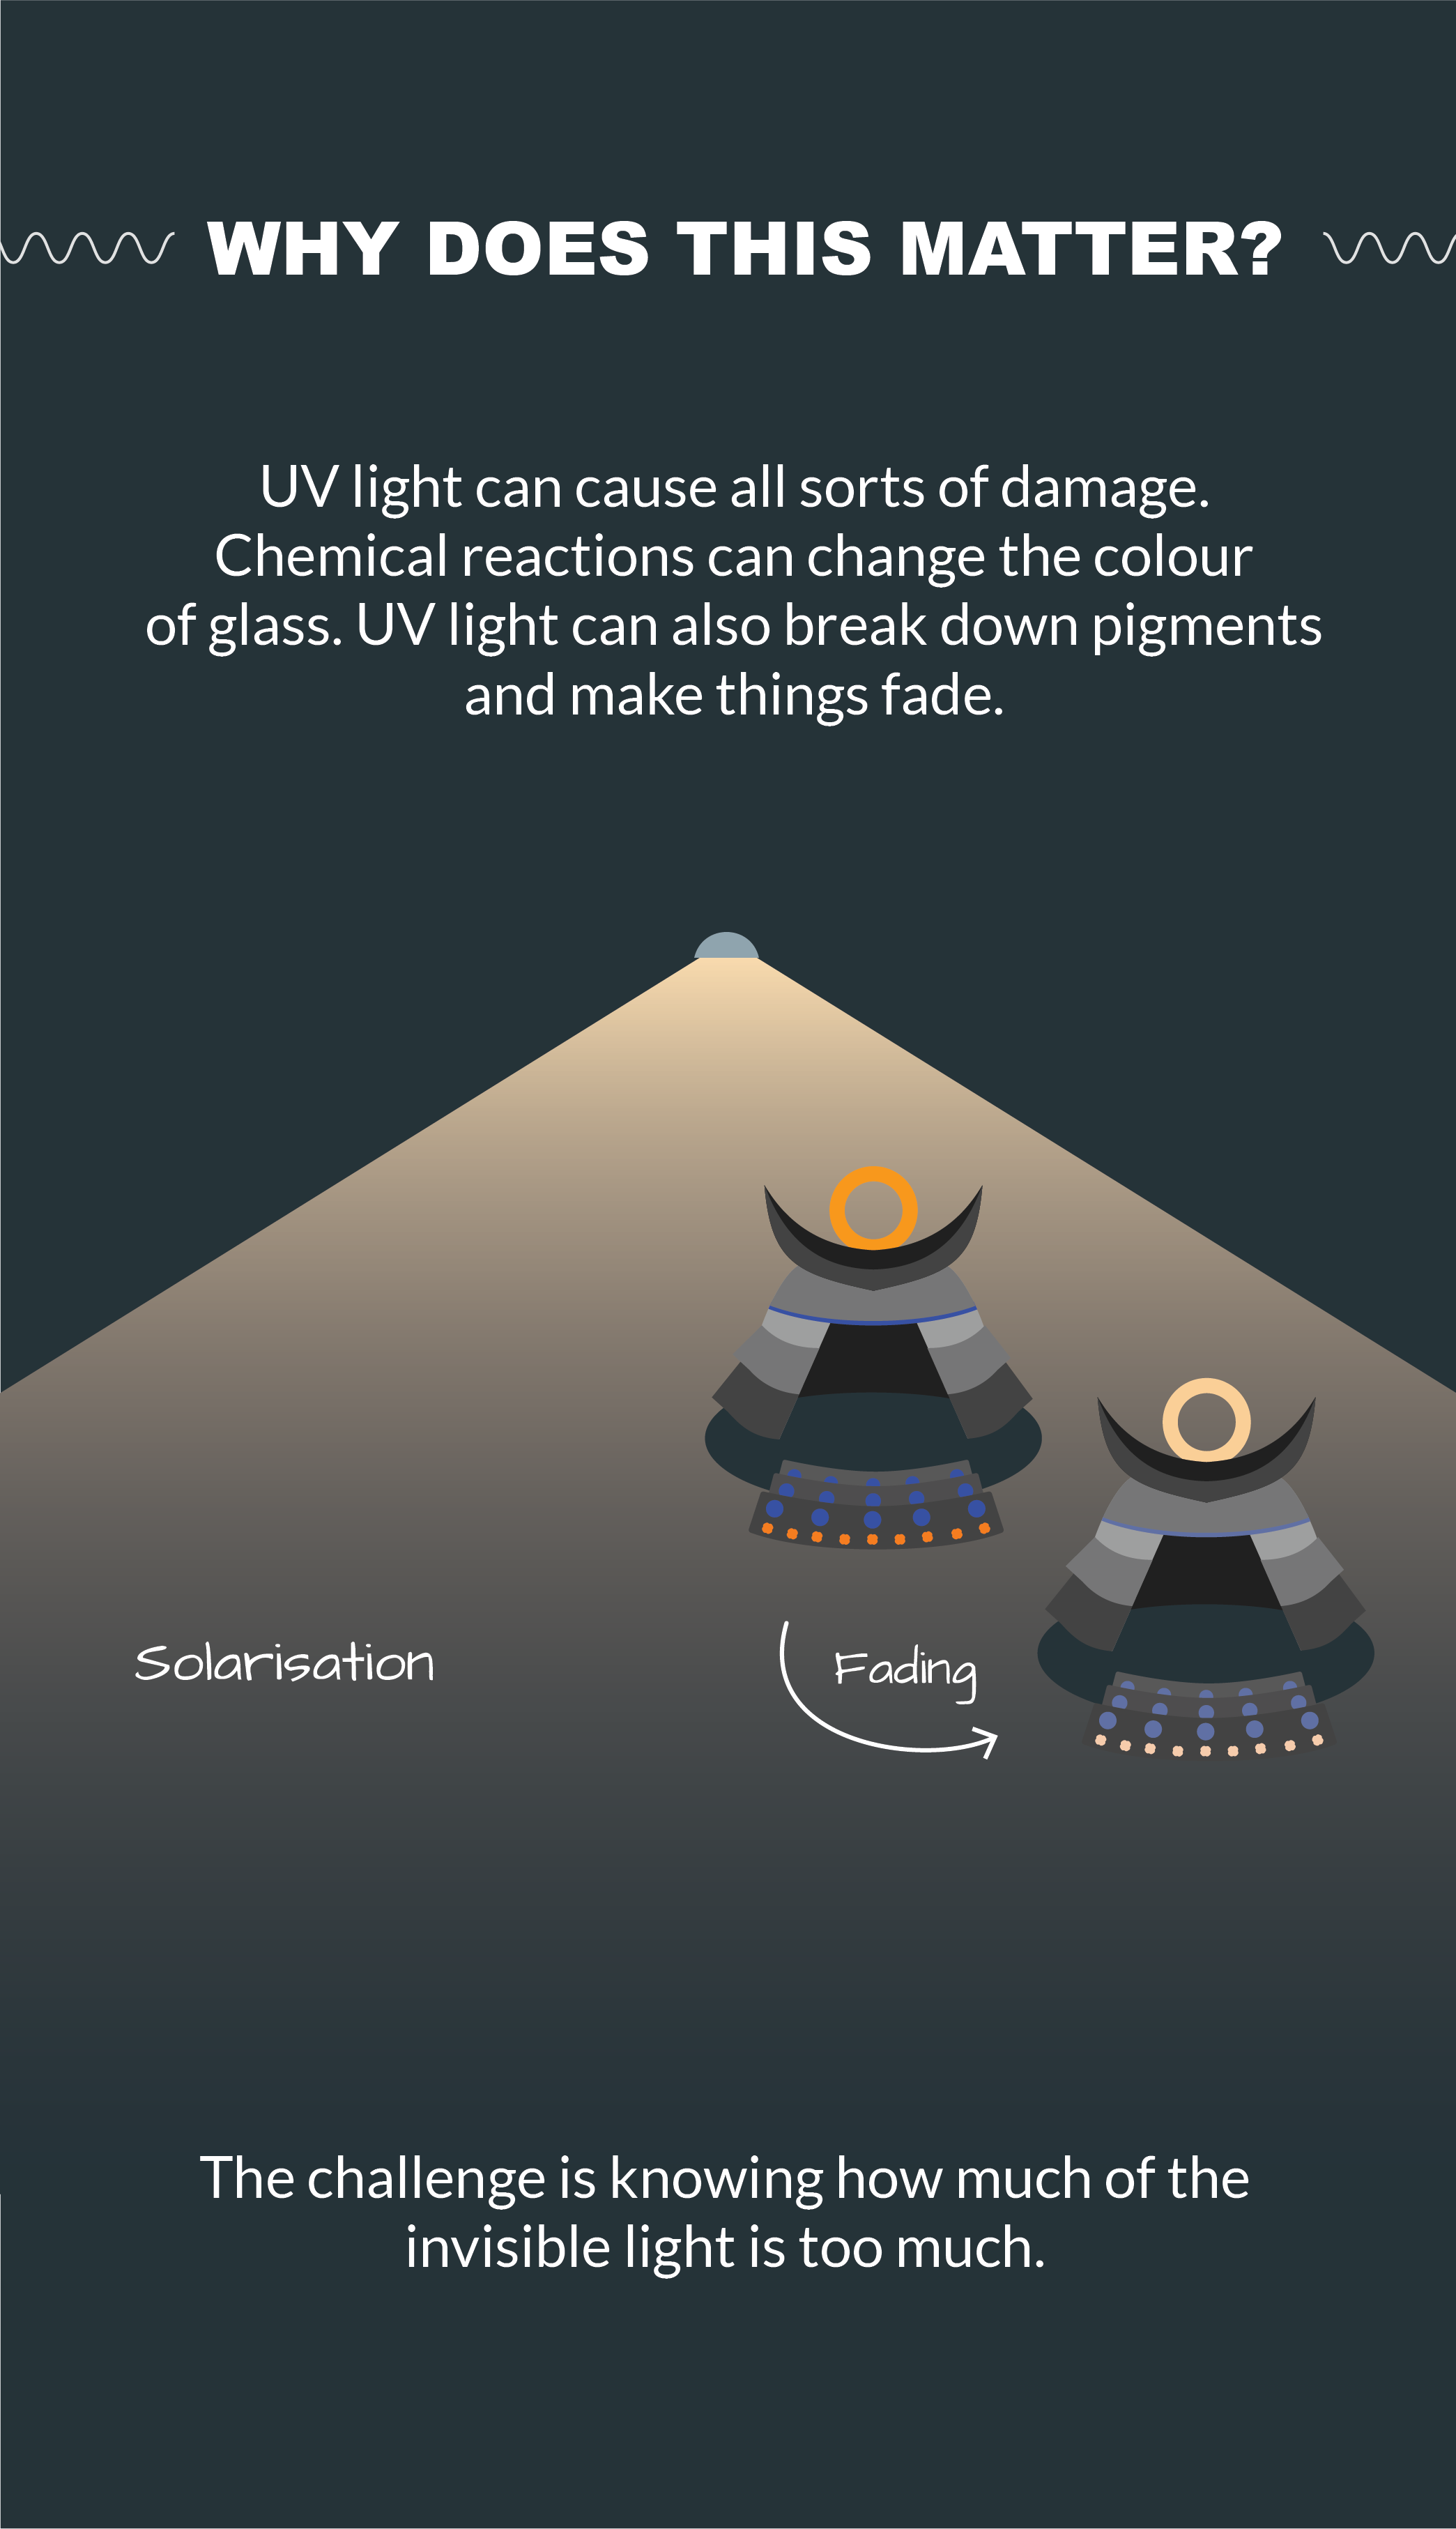 WHY DOES THIS MATTER?
UV light can cause all sorts of damage.
Chemical reactions can change the colour
of glass. UV light can also break down pigments
and make things fade.
Solarisation
Fading
The challenge is knowing how much of the
invisible light is too much.